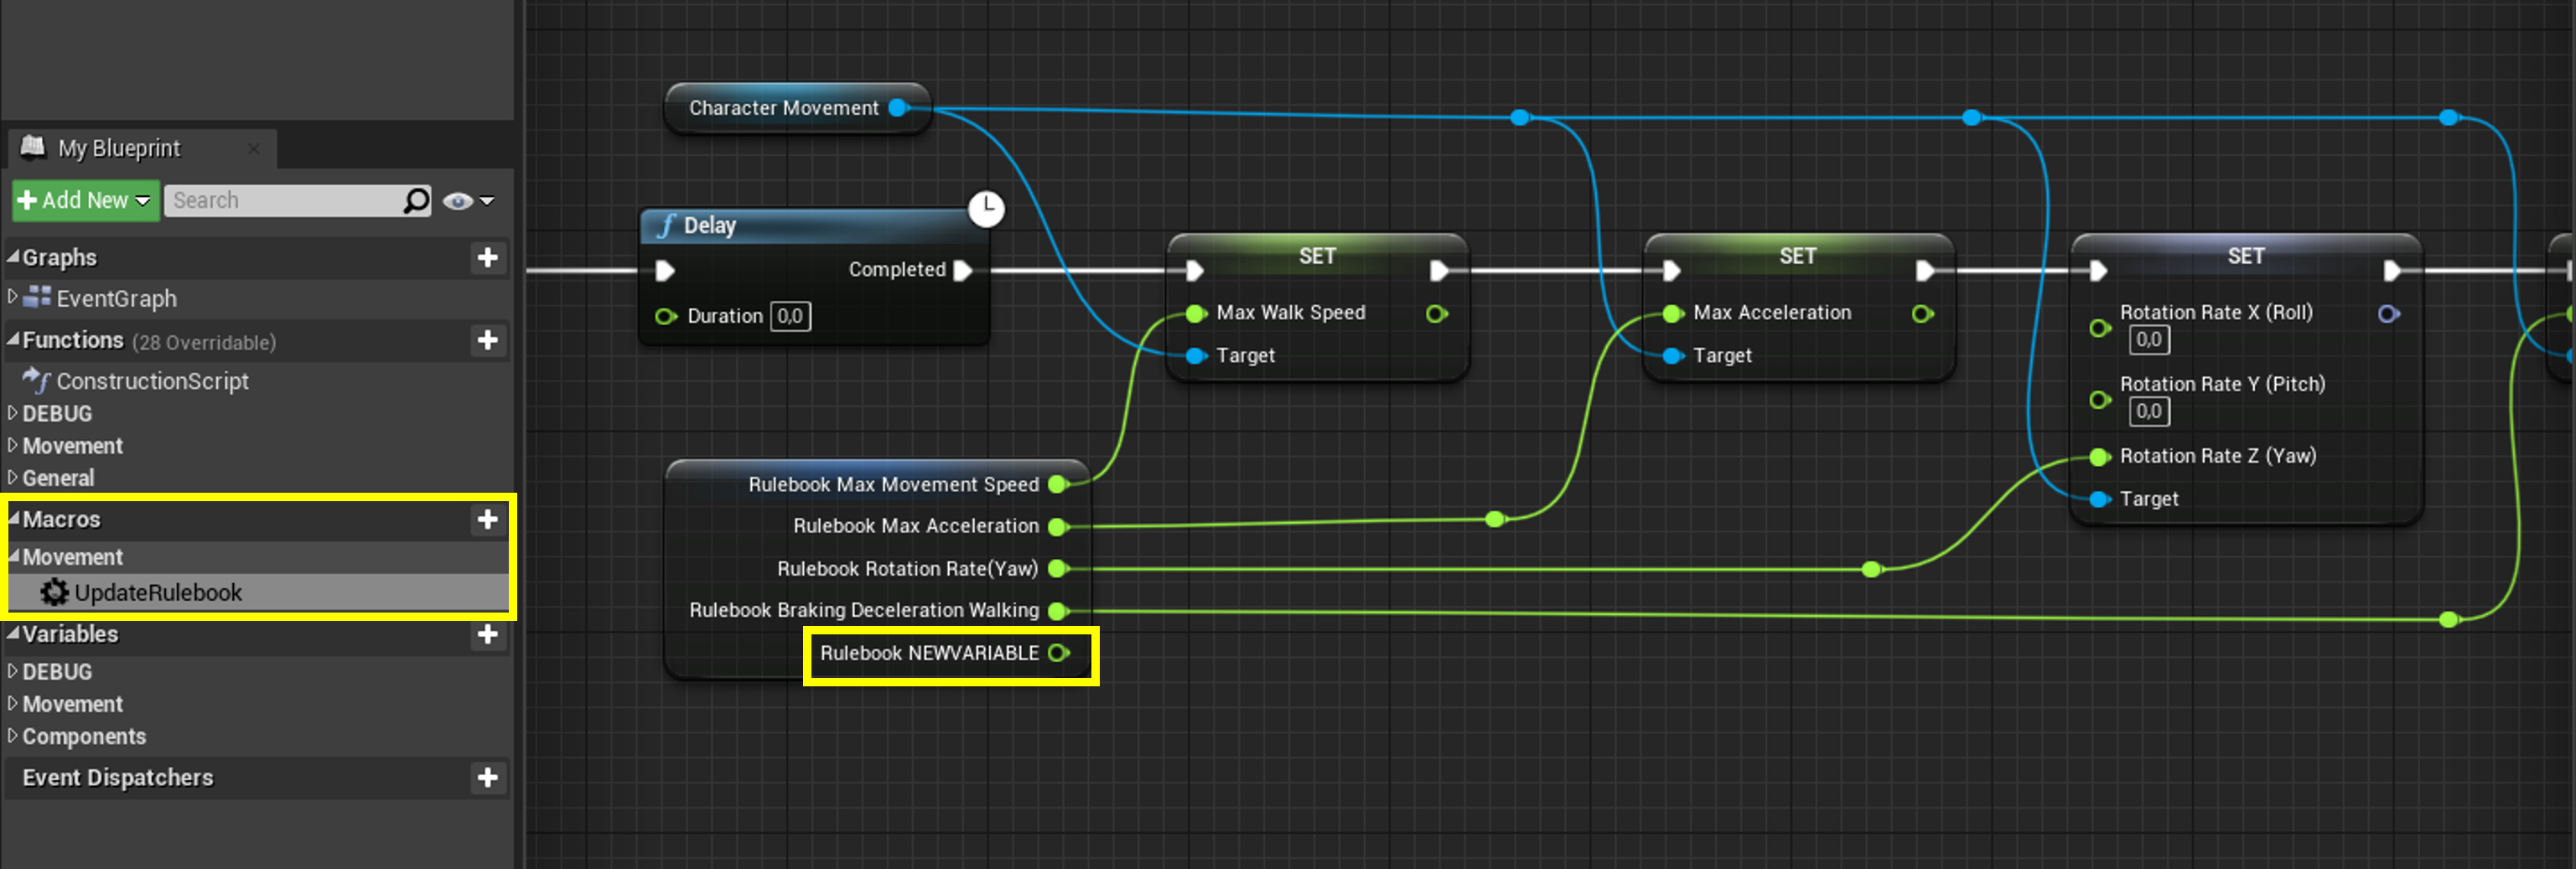 My Blueprint
Add New
Search
Graphs
EventGraph
Functions (28 Overridable)
ConstructionScript
DEBUG
Movement
General
Macros
Movement
UpdateRulebook
Variables
DEBUG
Movement
Components
Event Dispatchers
Character Movement
Delay
Completed
Duration 0,0
SET
Max Walk Speed
Target
SET
Max Acceleration
Target
SET
Rotation Rate X (Roll)
0,0
Rotation Rate Y (Pitch)
0,0
Rotation Rate Z (Yaw)
Target
Rulebook Max Movement Speed
Rulebook Max Acceleration
Rulebook Rotation Rate(Yaw)
Rulebook Braking Deceleration Walking
Rulebook NEWVARIABLE